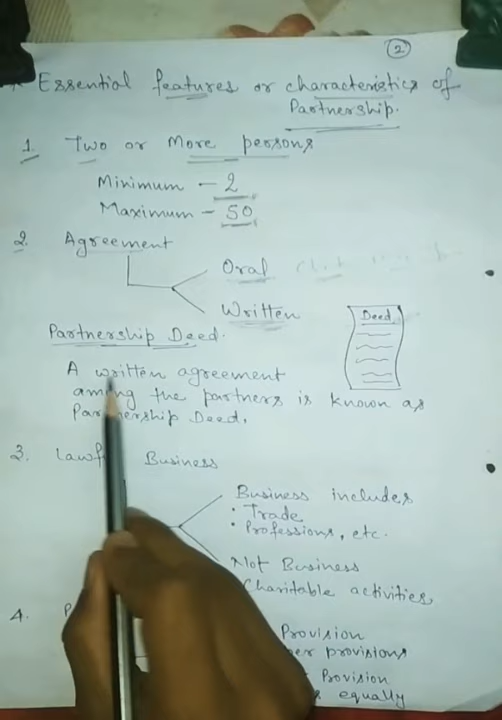 2
Essential features or characteristics of
Partnership.
1. Two or More persons
Minimum - 2
Maximum - 50
2. Agreement
Oral
Written
Partnership Deed.
Deed
A written agreement
among the partners is known as
Partnership Deed.
3. Business
Business includes
• Trade
• Professions, etc.
Not Business
Charitable activities
4.
Provision
provisions
Provision
equally